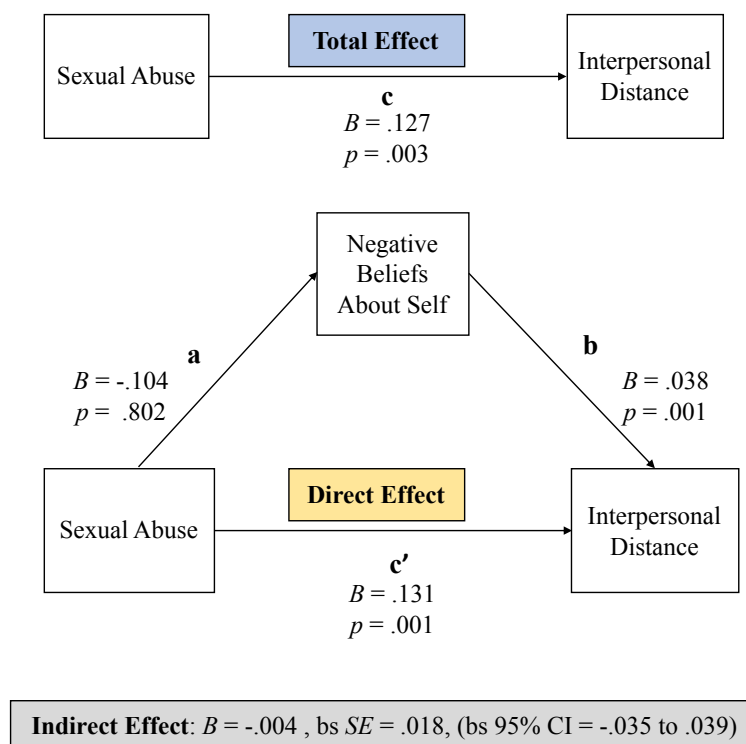 Total Effect
Sexual Abuse
Interpersonal
Distance
c
B = .127
p = .003
Negative
Beliefs
About Self
a
B = -.104
p = .802
b
B = .038
p = .001
Direct Effect
Sexual Abuse
Interpersonal
Distance
c′
B = .131
p = .001
Indirect Effect: B = -.004 , bs SE = .018, (bs 95% CI = -.035 to .039)